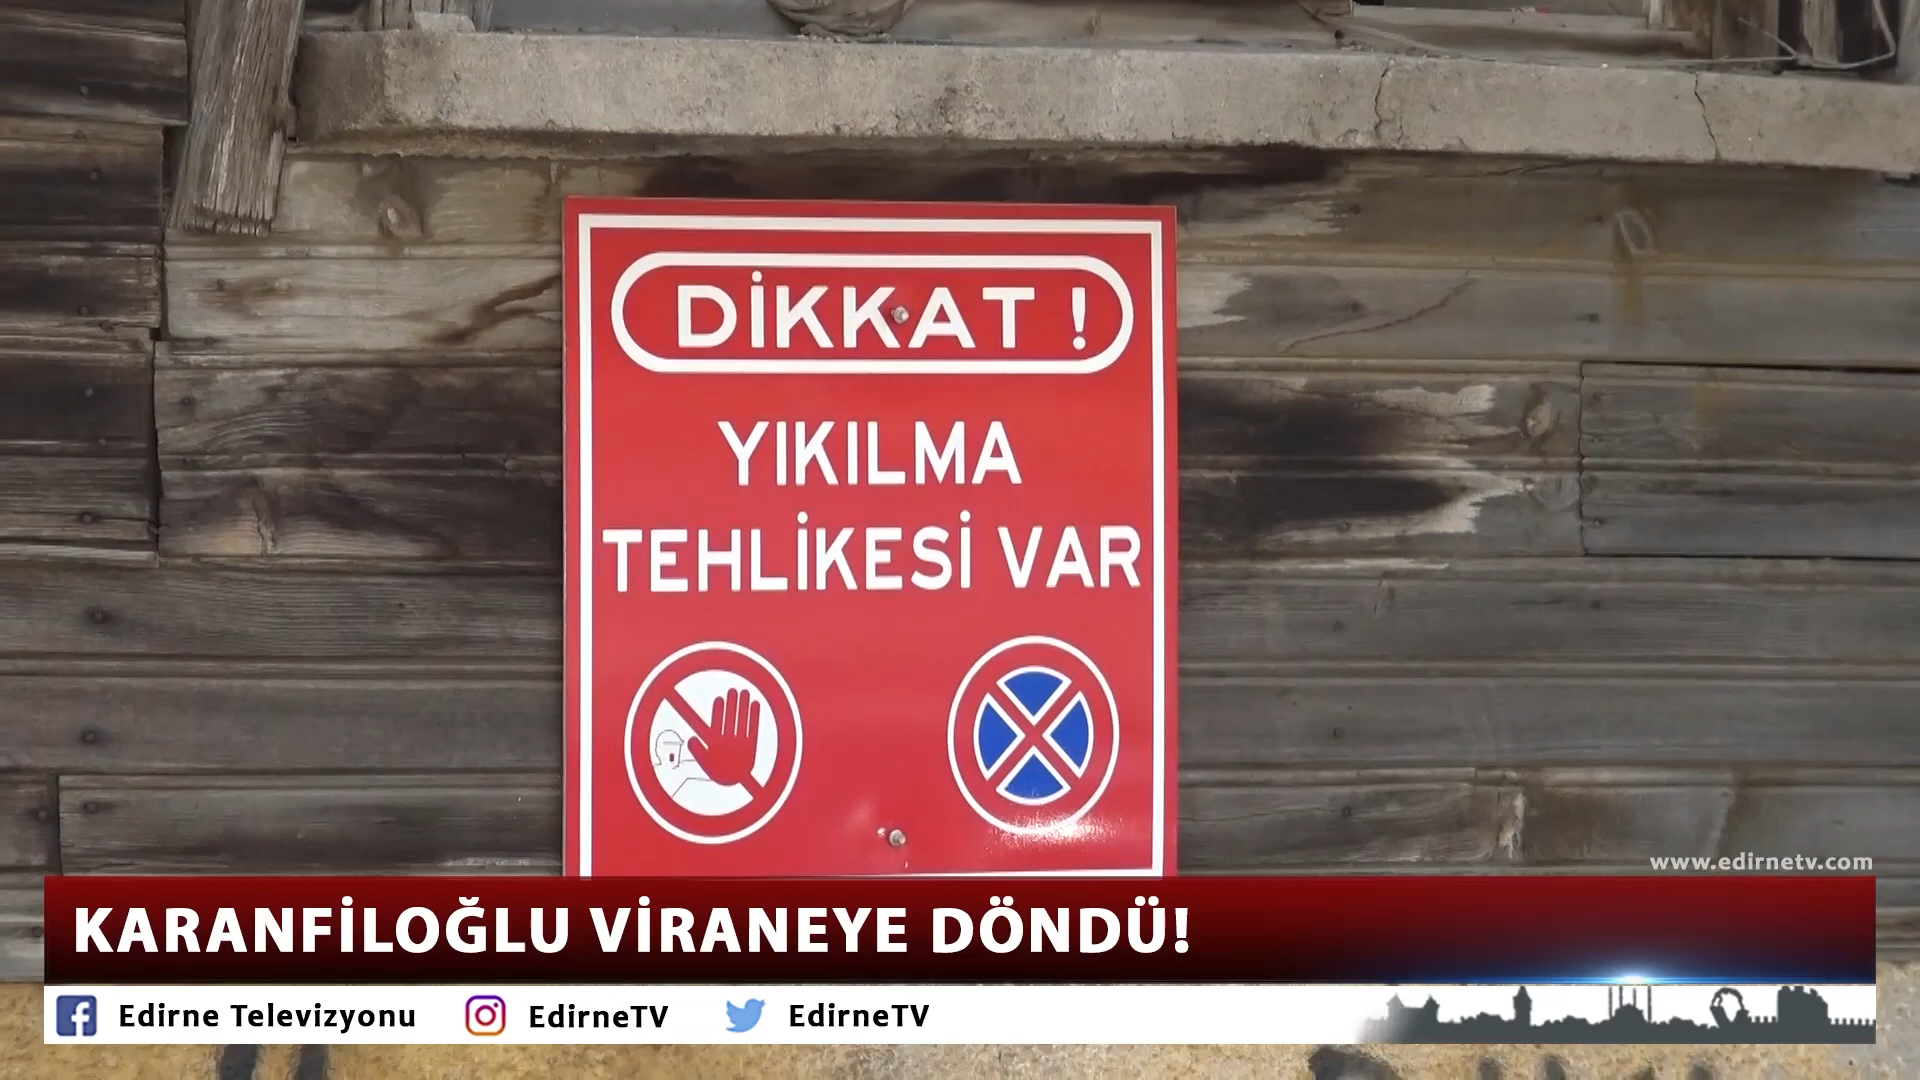 DİKKAT !
YIKILMA
TEHLİKESİ VAR
www.edirnetv.com
KARANFİLOĞLU VİRANEYE DÖNDÜ!
Edirne Televizyonu EdirneTV EdirneTV